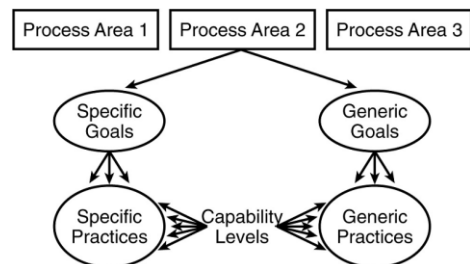 Process Area 1
Process Area 2
Process Area 3
Specific
Goals
Generic
Goals
Specific
Practices
Capability
Levels
Generic
Practices